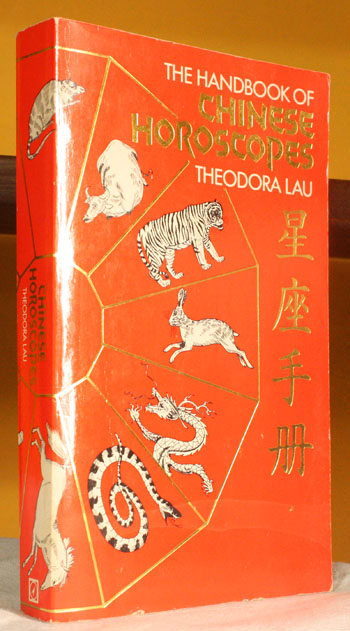 THE HANDBOOK OF
CHINESE
HOROSCOPES
THEODORA LAU
星座手册
CHINESE
HOROSCOPES
THEODORA LAU